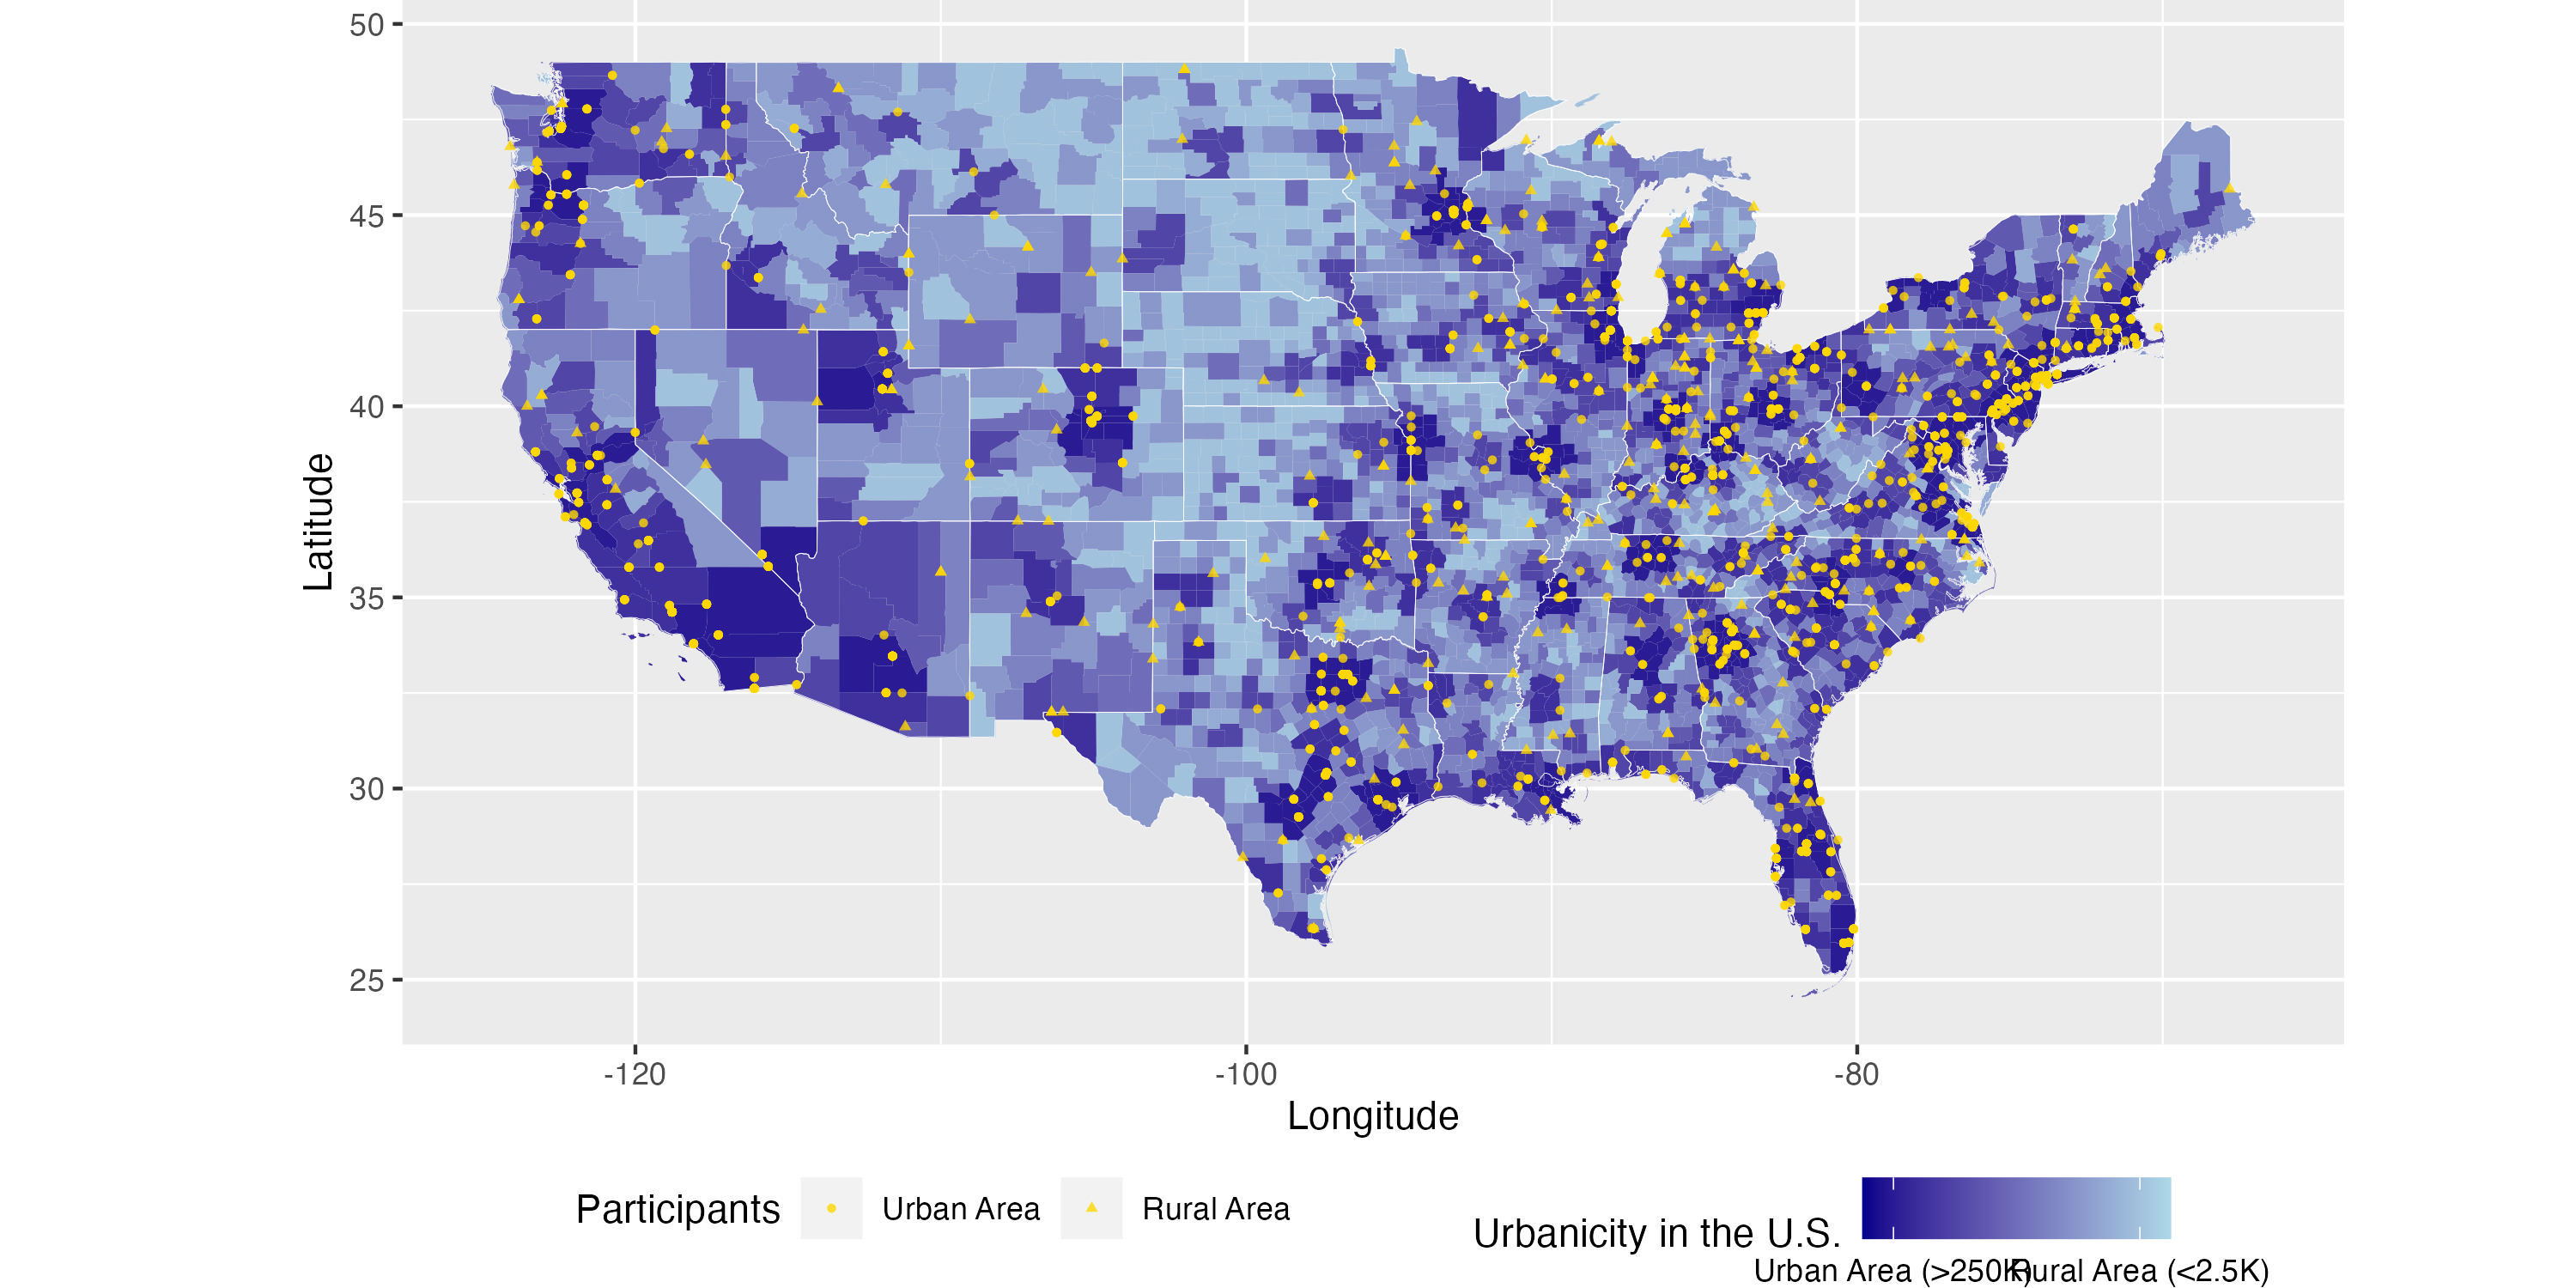 50
45
40
35
30
25
Latitude
-120 -100 -80
Longitude
Participants Urban Area Rural Area
Urbanicity in the U.S.
Urban Area (>250K) Rural Area (<2.5K)